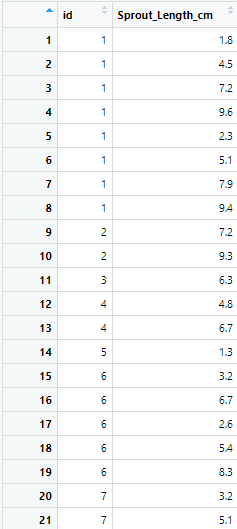 id Sprout_Length_cm
1 1 1.8
2 1 4.5
3 1 7.2
4 1 9.6
5 1 2.3
6 1 5.1
7 1 7.9
8 1 9.4
9 2 7.2
10 2 9.3
11 3 6.3
12 4 4.8
13 4 6.7
14 5 1.3
15 6 3.2
16 6 6.7
17 6 2.6
18 6 5.4
19 6 8.3
20 7 3.2
21 7 5.1